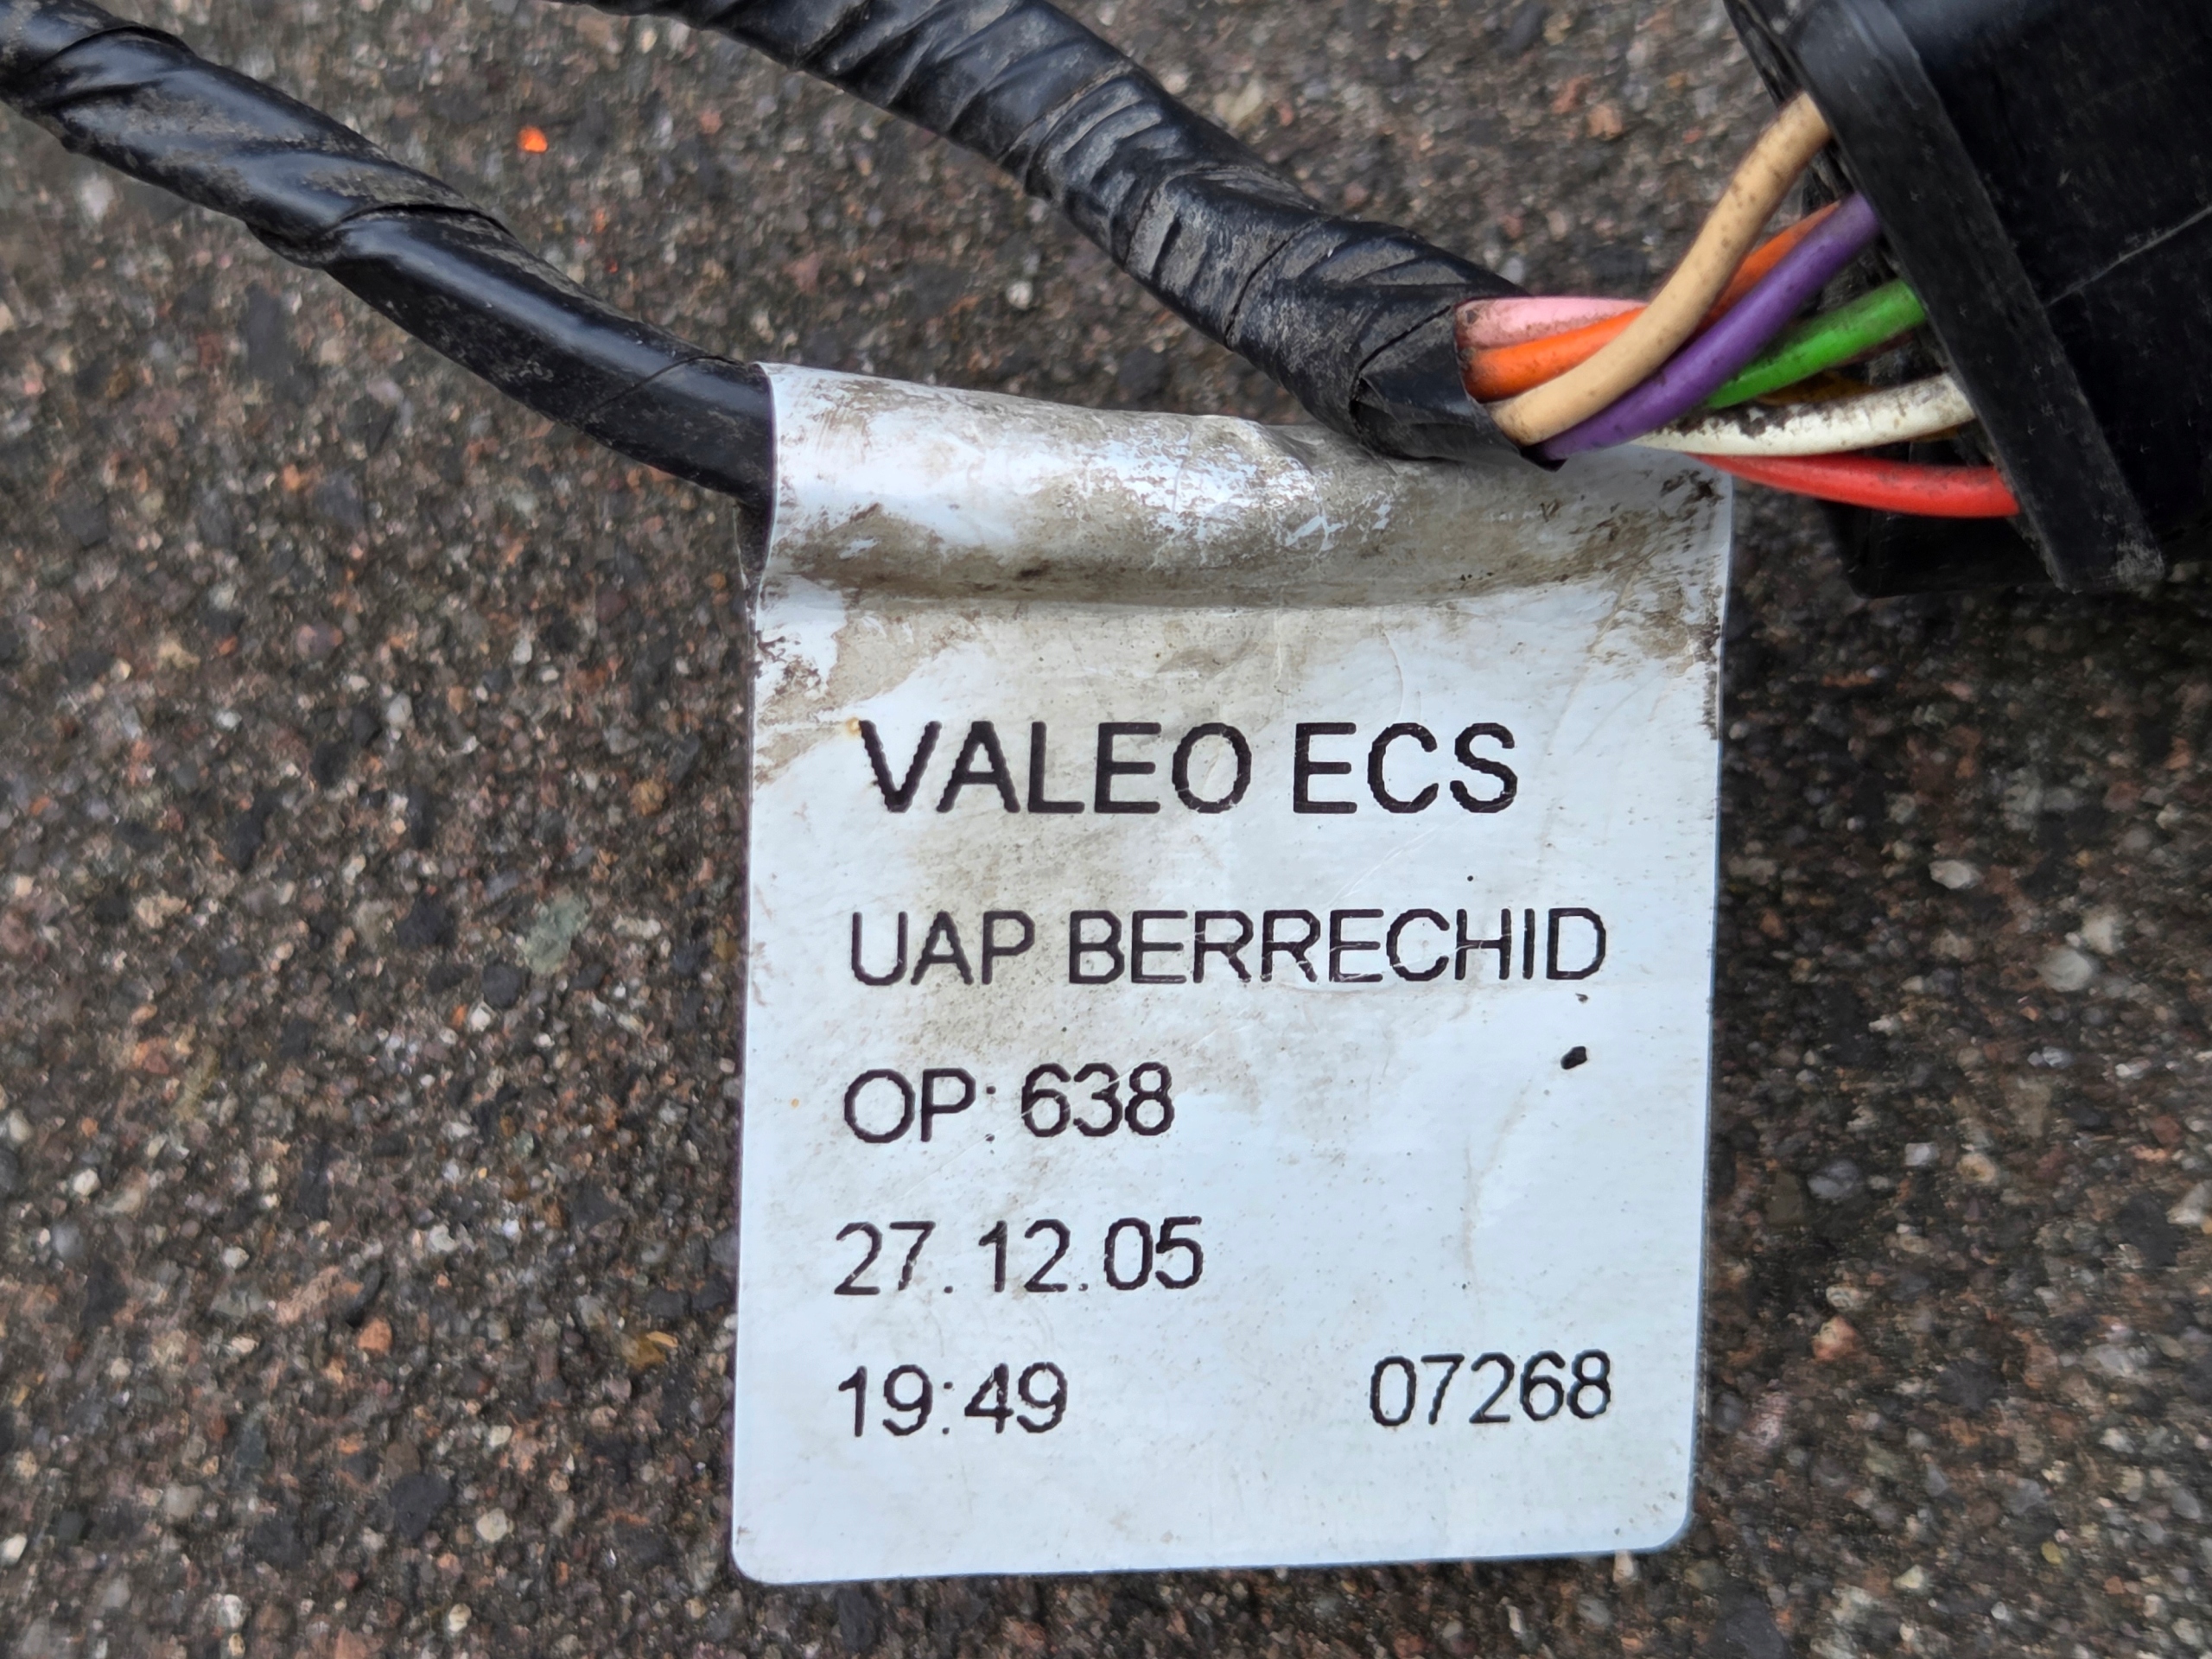 VALEO ECS
UAP BERRECHID
OP: 638
27.12.05
19:49 07268